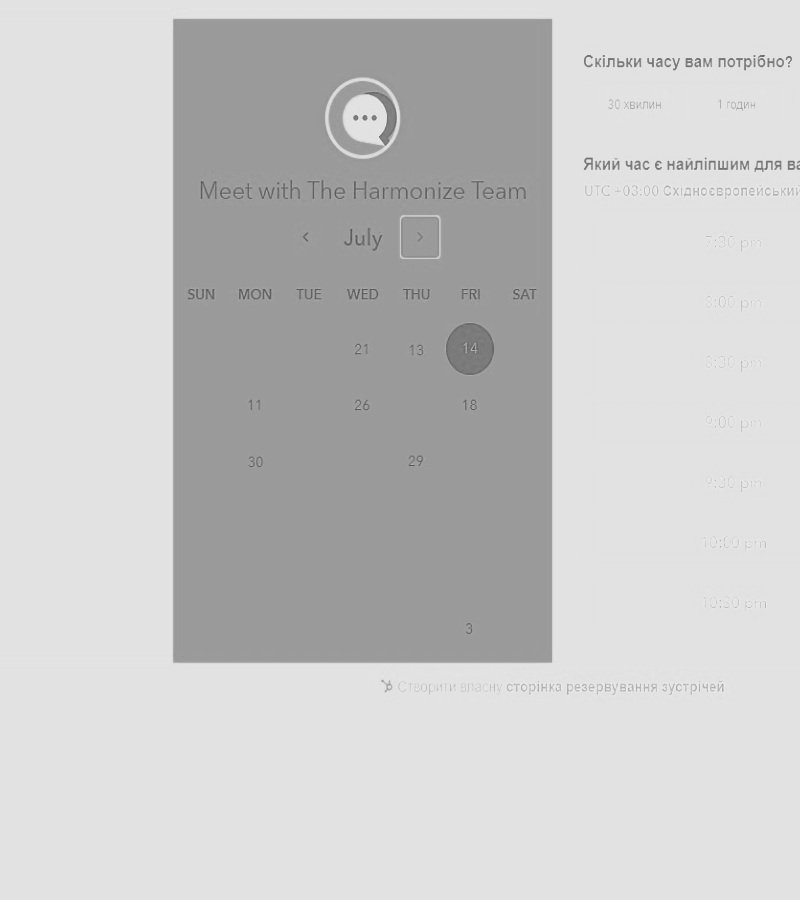 Meet with The Harmonize Team
July
SUN MON TUE WED THU FRI SAT
21 13 14
11 26 18
30 29
3
Скільки часу вам потрібно?
30 хвилин 1 годин
Який час є найліпшим для ва
UTC +03:00 Східноєвропейський
7:30 pm
8:00 pm
8:30 pm
9:00 pm
9:30 pm
10:00 pm
10:30 pm
Створити власну сторінка резервування зустрічей